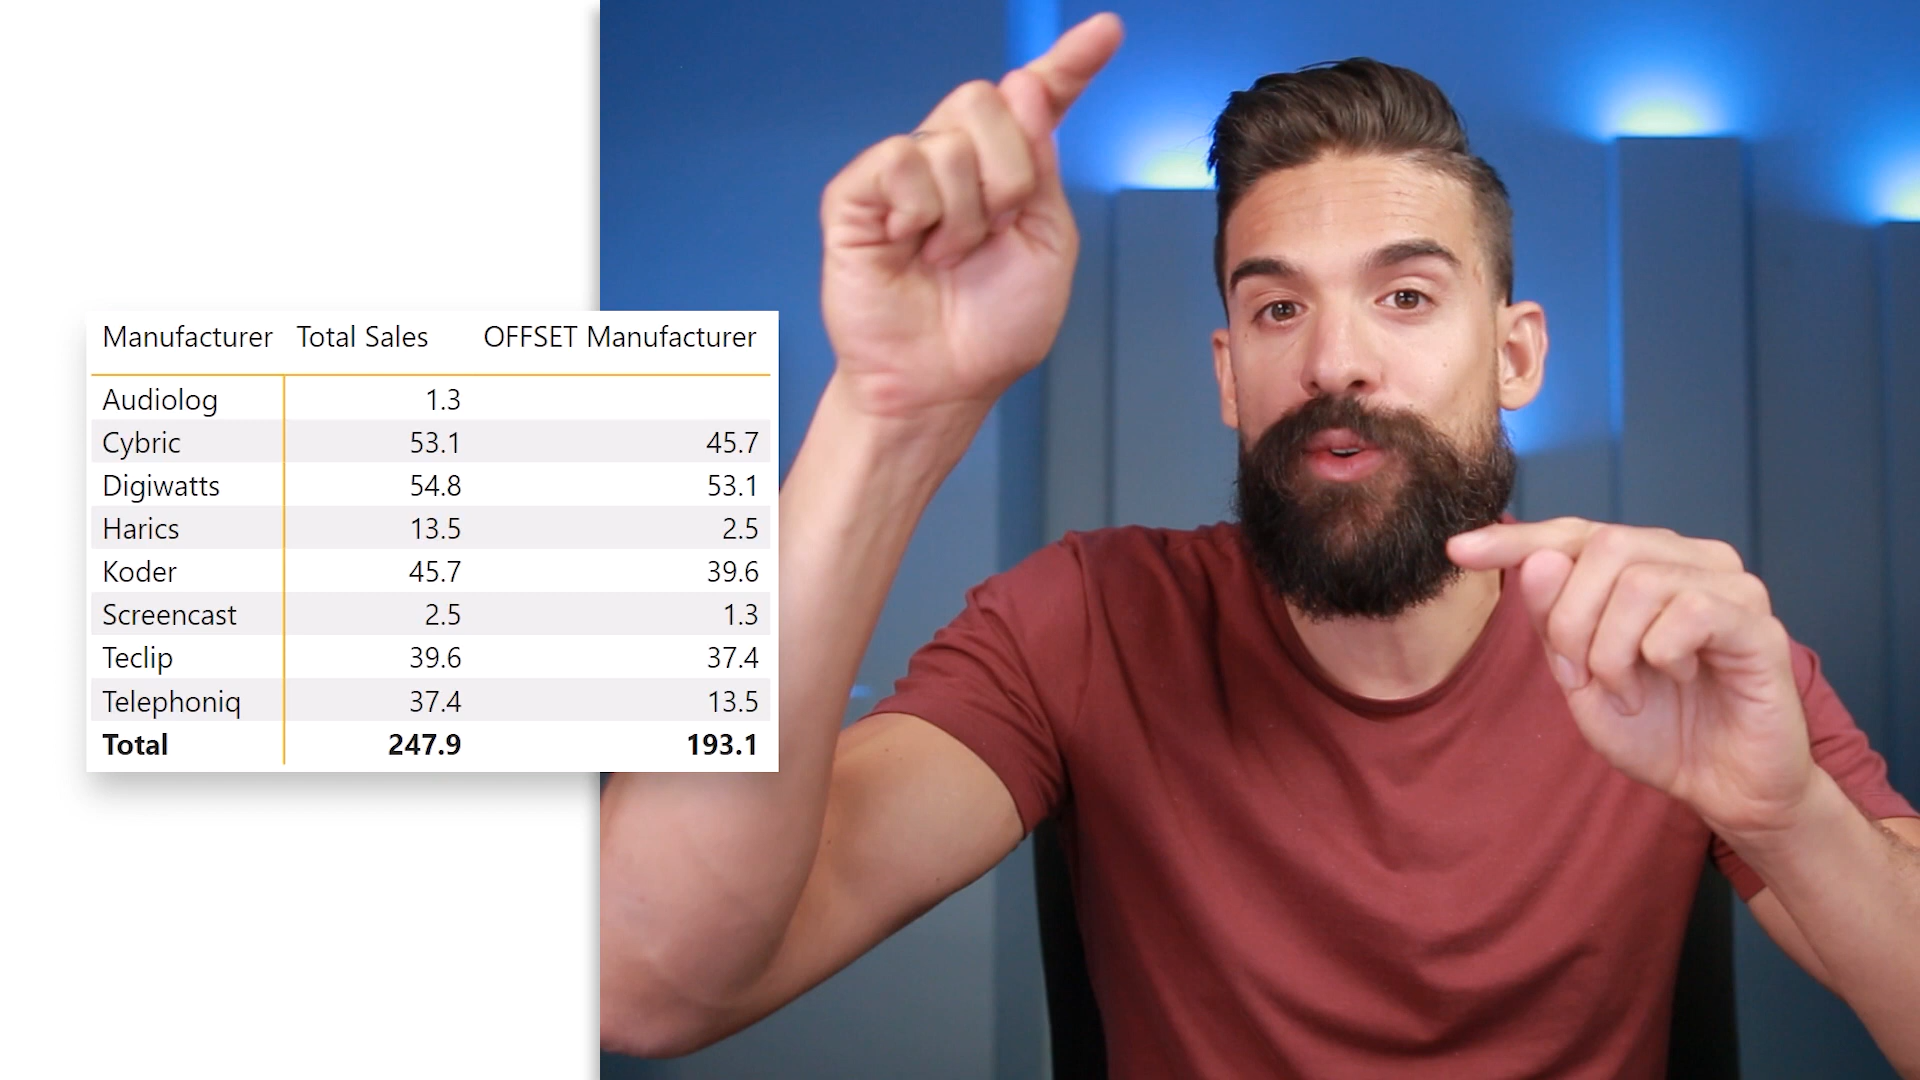 Manufacturer Total Sales OFFSET Manufacturer
Audiolog 1.3
Cybric 53.1 45.7
Digiwatts 54.8 53.1
Harics 13.5 2.5
Koder 45.7 39.6
Screencast 2.5 1.3
Teclip 39.6 37.4
Telephoniq 37.4 13.5
Total 247.9 193.1